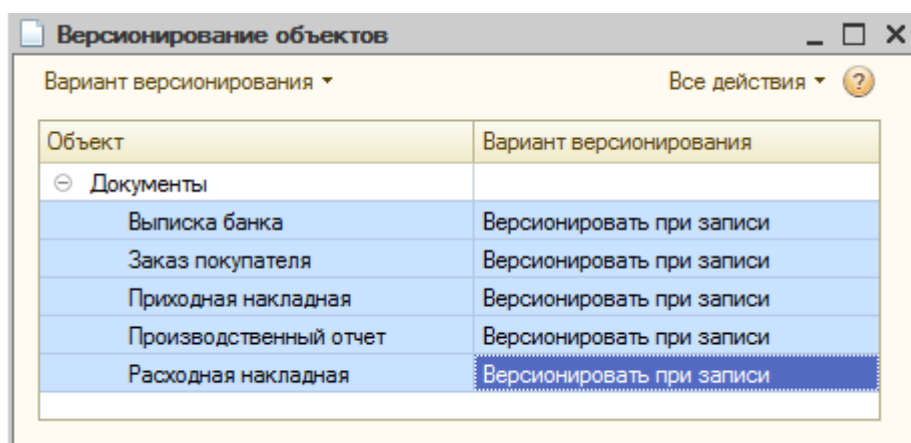 Версионирование объектов
Вариант версионирования Все действия ?
Объект Вариант версионирования
Документы
Выписка банка Версионировать при записи
Заказ покупателя Версионировать при записи
Приходная накладная Версионировать при записи
Производственный отчет Версионировать при записи
Расходная накладная Версионировать при записи